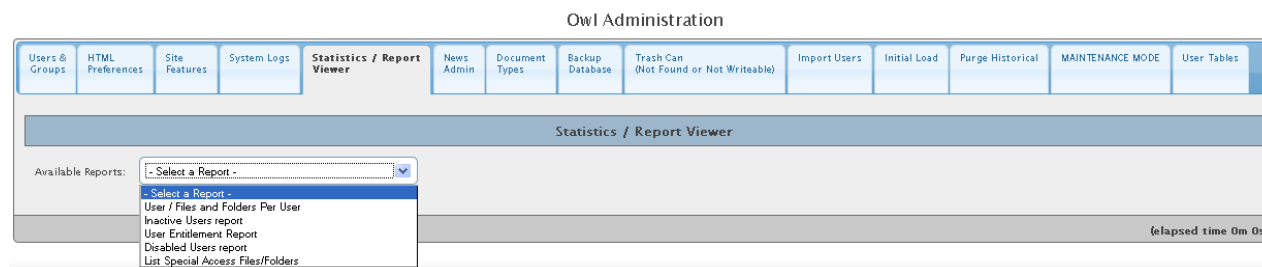 Owl Administration
Users & Groups
HTML Preferences
Site Features
System Logs
Statistics / Report Viewer
News Admin
Document Types
Backup Database
Trash Can (Not Found or Not Writeable)
Import Users
Initial Load
Purge Historical
MAINTENANCE MODE
User Tables
Statistics / Report Viewer
Available Reports: - Select a Report -
- Select a Report -
User / Files and Folders Per User
Inactive Users report
User Entitlement Report
Disabled Users report
List Special Access Files/Folders
(elapsed time 0m 0s